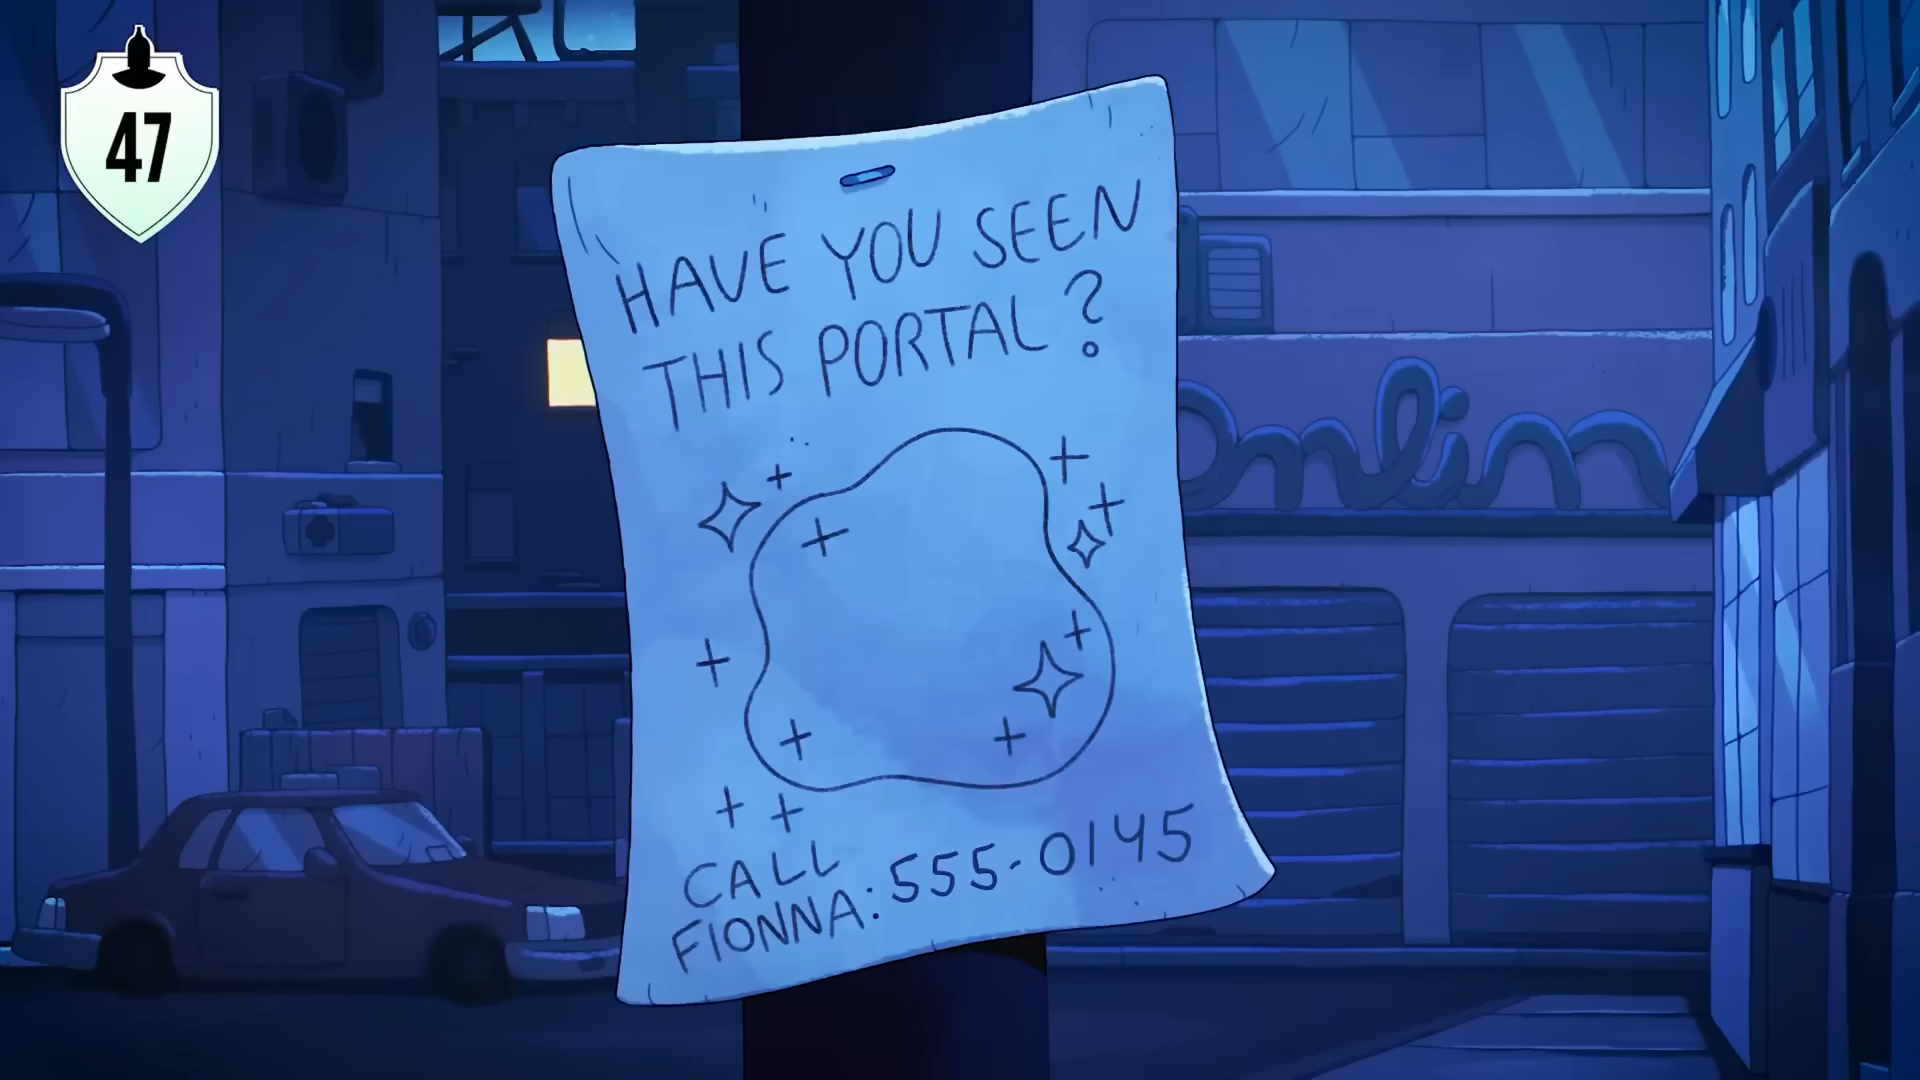 47
HAVE YOU SEEN
THIS PORTAL?
CALL
FIONNA: 555-0145